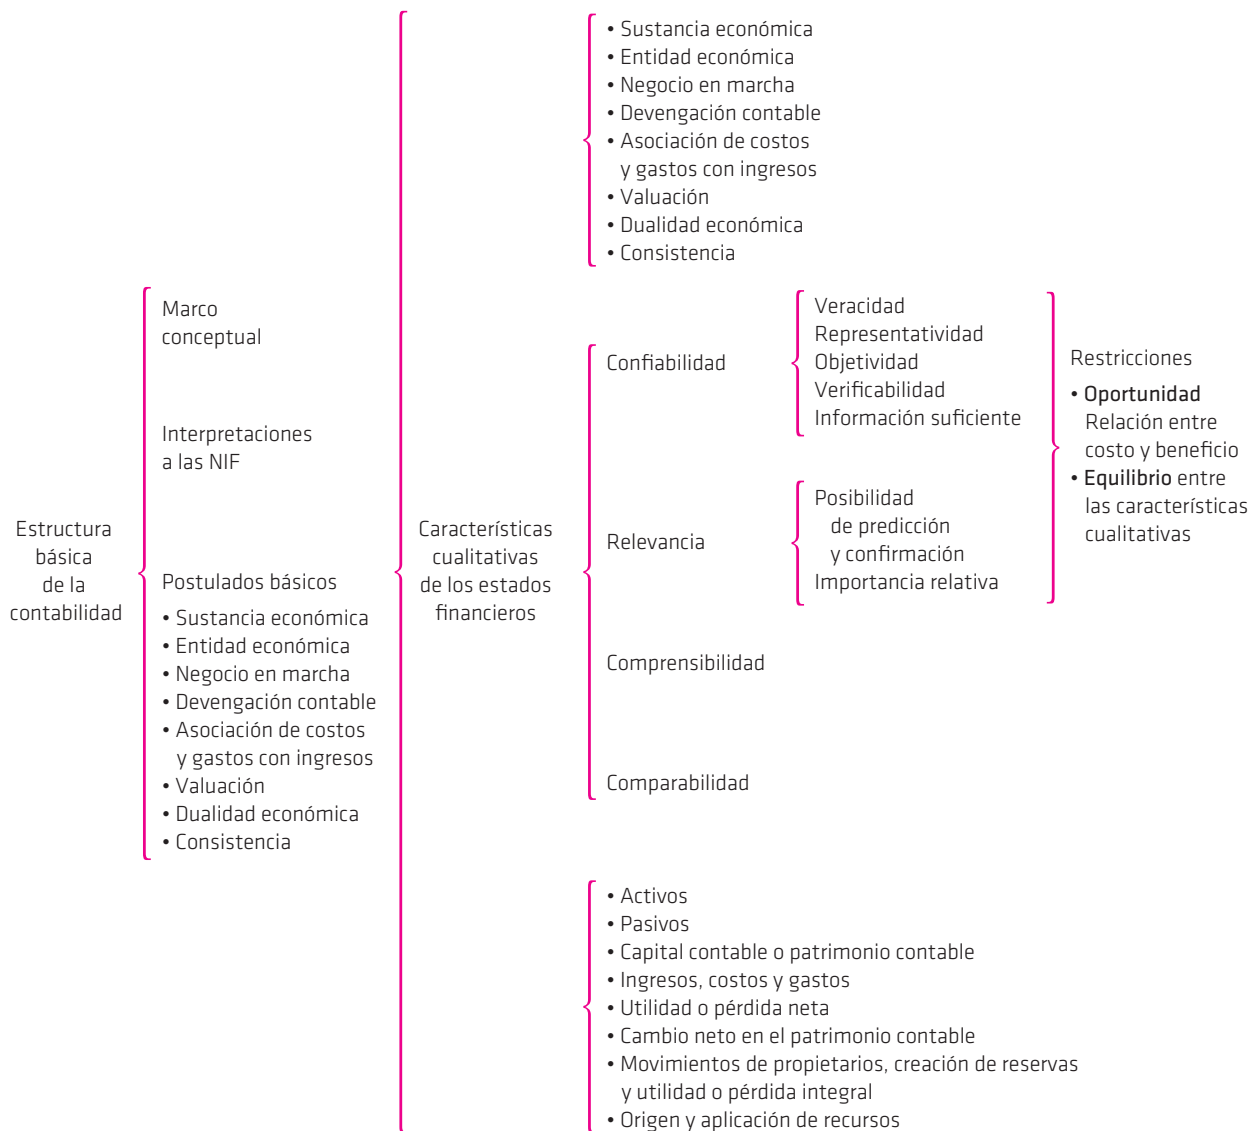 Estructura
básica
de la
contabilidad
Marco
conceptual
Interpretaciones
a las NIF
Postulados básicos
• Sustancia económica
• Entidad económica
• Negocio en marcha
• Devengación contable
• Asociación de costos
y gastos con ingresos
• Valuación
• Dualidad económica
• Consistencia
Características
cualitativas
de los estados
financieros
• Sustancia económica
• Entidad económica
• Negocio en marcha
• Devengación contable
• Asociación de costos
y gastos con ingresos
• Valuación
• Dualidad económica
• Consistencia
Confiabilidad
Veracidad
Representatividad
Objetividad
Verificabilidad
Información suficiente
Relevancia
Posibilidad
de predicción
y confirmación
Importancia relativa
Restricciones
• Oportunidad
Relación entre
costo y beneficio
• Equilibrio entre
las características
cualitativas
Comprensibilidad
Comparabilidad
• Activos
• Pasivos
• Capital contable o patrimonio contable
• Ingresos, costos y gastos
• Utilidad o pérdida neta
• Cambio neto en el patrimonio contable
• Movimientos de propietarios, creación de reservas
y utilidad o pérdida integral
• Origen y aplicación de recursos